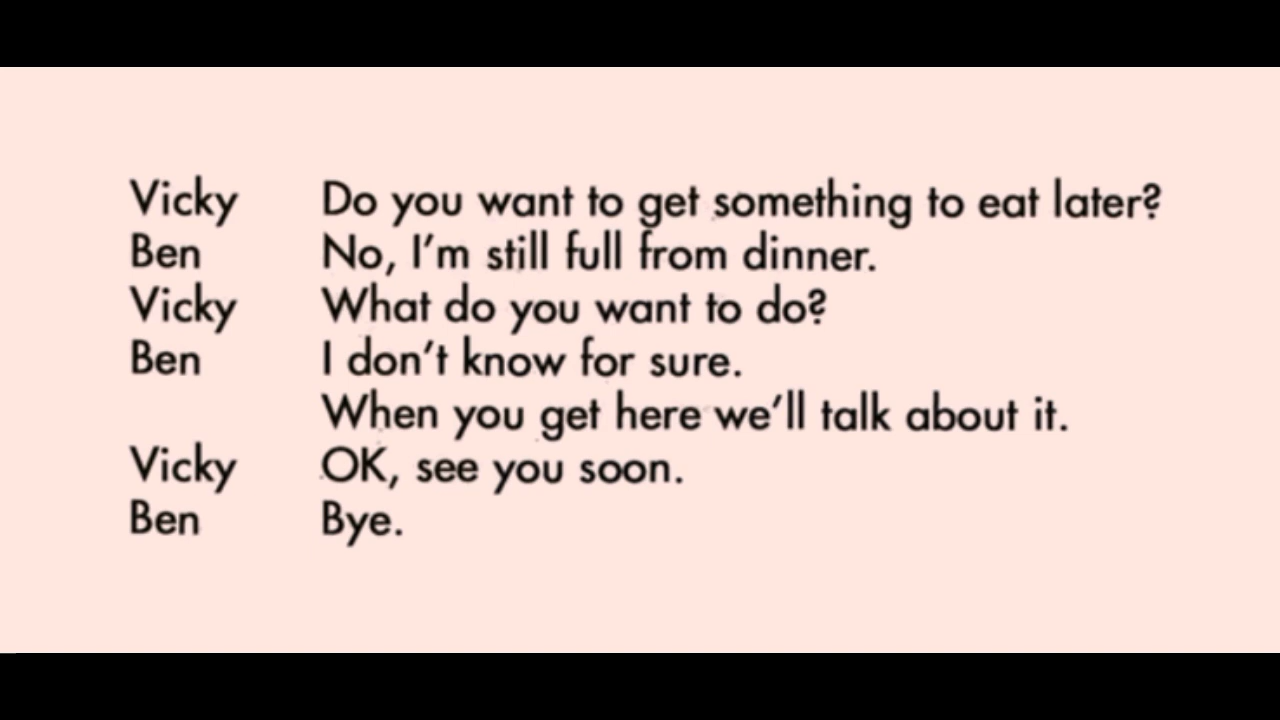 Vicky Do you want to get something to eat later?
Ben No, I'm still full from dinner.
Vicky What do you want to do?
Ben I don't know for sure.
When you get here we'll talk about it.
Vicky OK, see you soon.
Ben Bye.